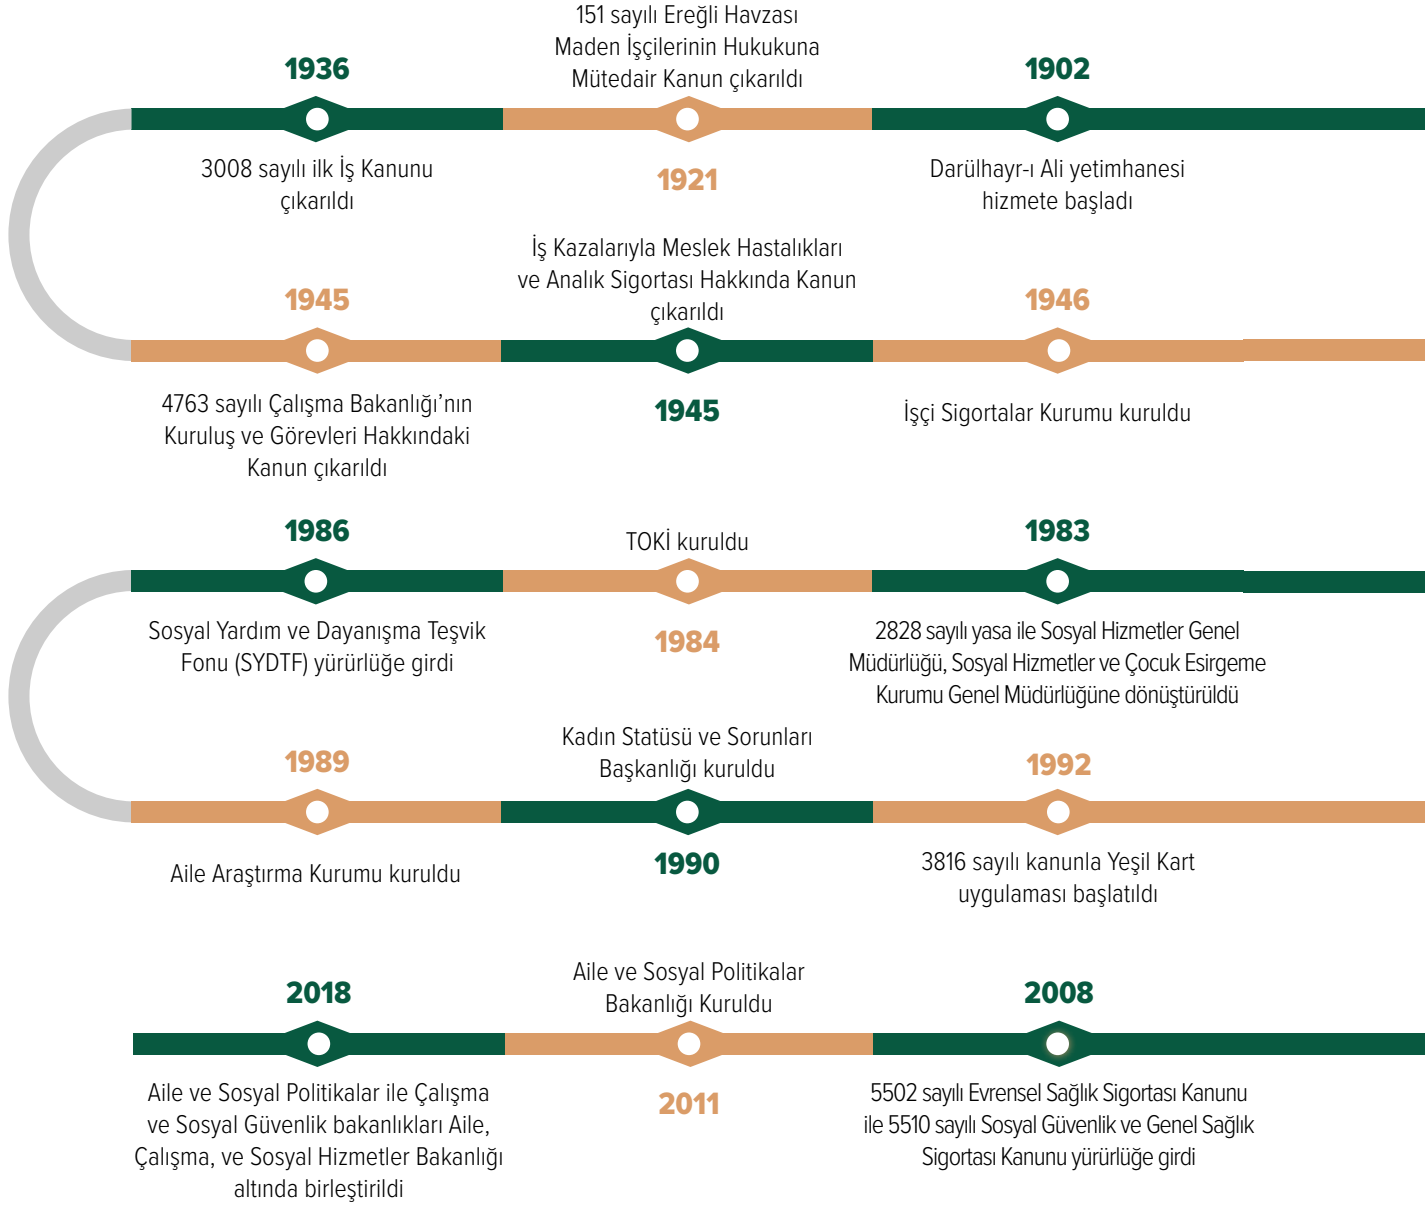 151 sayılı Ereğli Havzası
Maden İşçilerinin Hukukuna
Mütedair Kanun çıkarıldı
1936
1902
3008 sayılı ilk İş Kanunu
çıkarıldı
1921
Darülhayr-ı Ali yetimhanesi
hizmete başladı
İş Kazalarıyla Meslek Hastalıkları
ve Analık Sigortası Hakkında Kanun
çıkarıldı
1945
1946
4763 sayılı Çalışma Bakanlığı’nın
Kuruluş ve Görevleri Hakkındaki
Kanun çıkarıldı
1945
İşçi Sigortalar Kurumu kuruldu
1986
TOKİ kuruldu
1983
Sosyal Yardım ve Dayanışma Teşvik
Fonu (SYDTF) yürürlüğe girdi
1984
2828 sayılı yasa ile Sosyal Hizmetler Genel
Müdürlüğü, Sosyal Hizmetler ve Çocuk Esirgeme
Kurumu Genel Müdürlüğüne dönüştürüldü
1989
Kadın Statüsü ve Sorunları
Başkanlığı kuruldu
1992
Aile Araştırma Kurumu kuruldu
1990
3816 sayılı kanunla Yeşil Kart
uygulaması başlatıldı
2018
Aile ve Sosyal Politikalar
Bakanlığı Kuruldu
2008
Aile ve Sosyal Politikalar ile Çalışma
ve Sosyal Güvenlik bakanlıkları Aile,
Çalışma, ve Sosyal Hizmetler Bakanlığı
altında birleştirildi
2011
5502 sayılı Evrensel Sağlık Sigortası Kanunu
ile 5510 sayılı Sosyal Güvenlik ve Genel Sağlık
Sigortası Kanunu yürürlüğe girdi